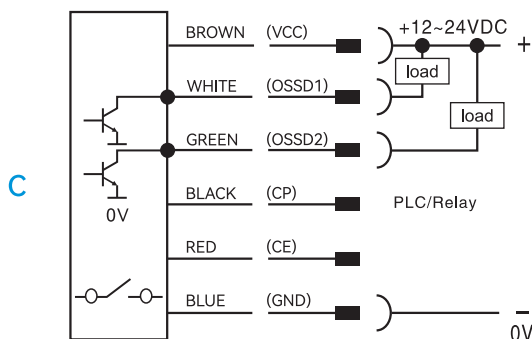 BROWN (VCC) +12~24VDC +
load
WHITE (OSSD1)
load
GREEN (OSSD2)
C
BLACK (CP) PLC/Relay
0V
RED (CE)
BLUE (GND) −
0V